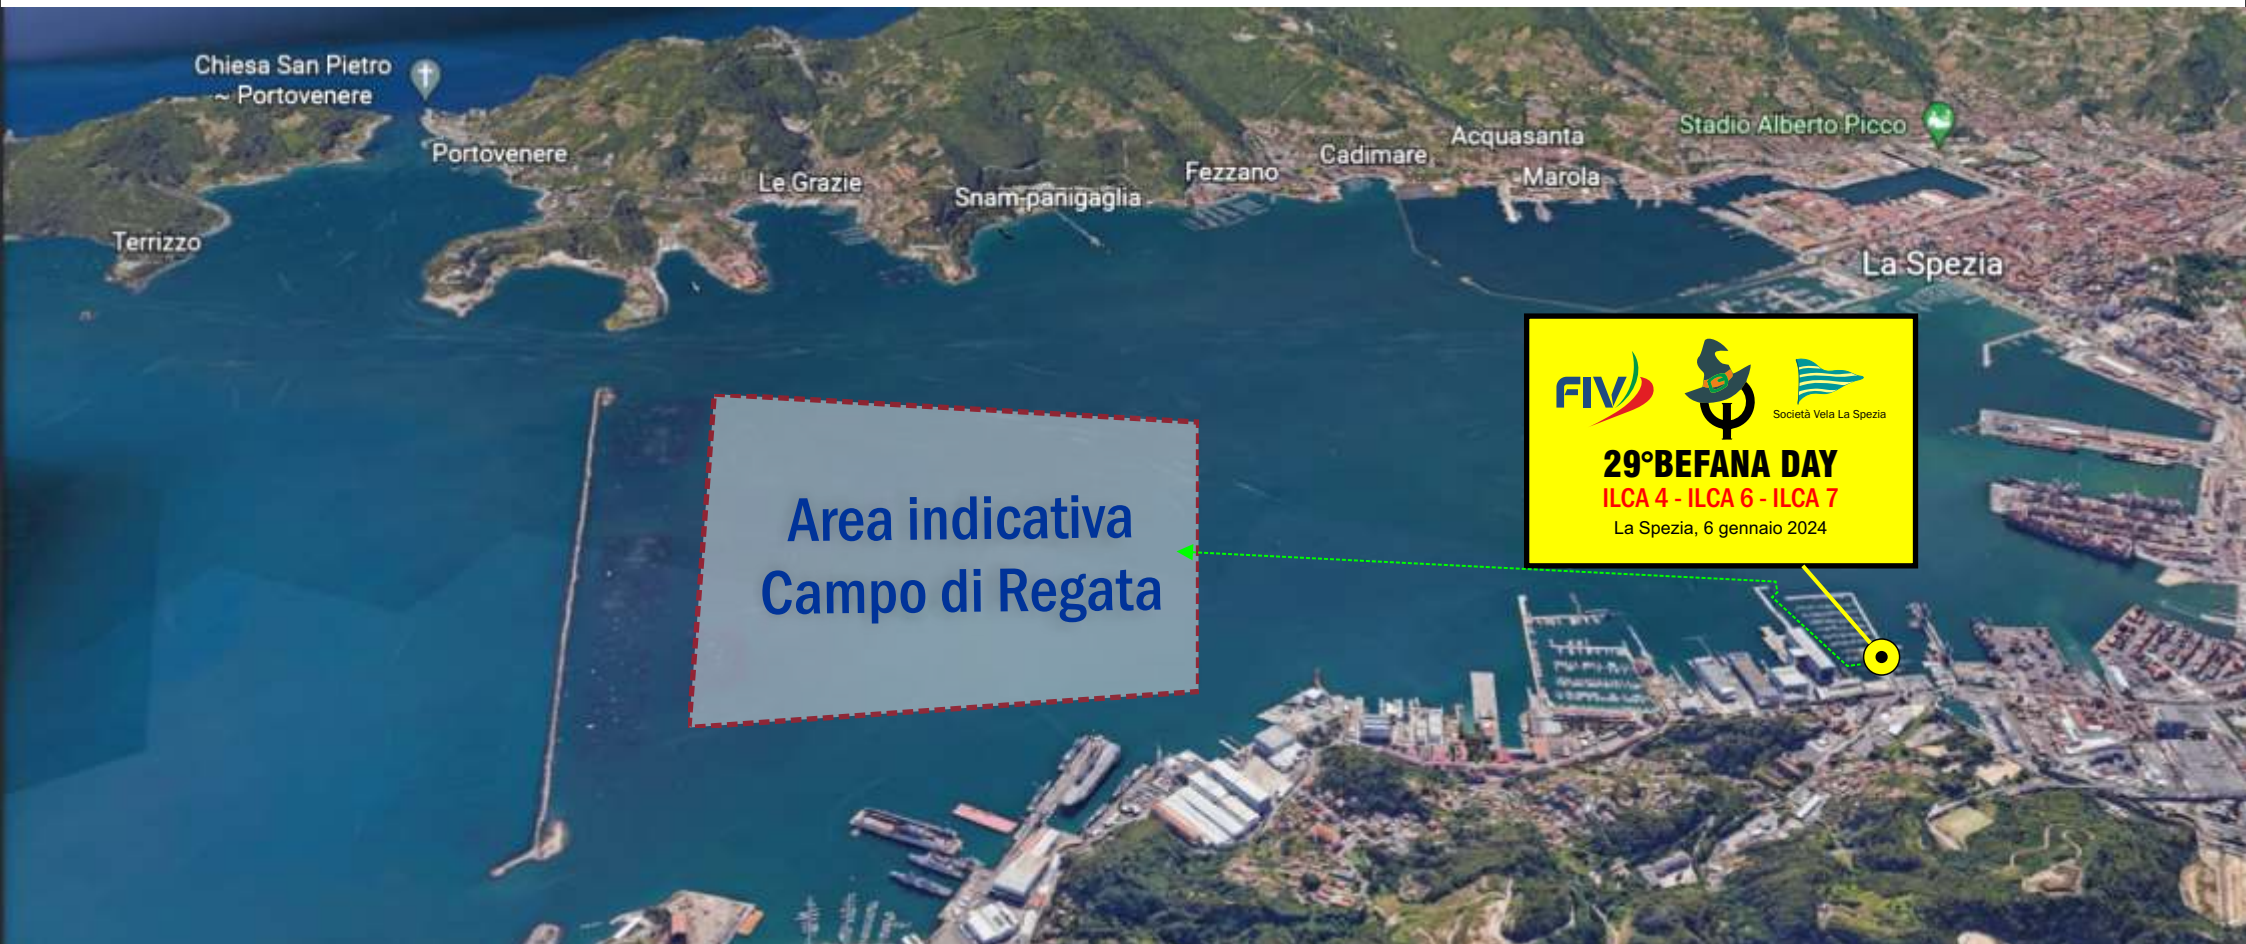 Chiesa San Pietro
~ Portovenere
Portovenere
Terrizzo
Le Grazie
Snam-panigaglia
Fezzano
Cadimare
Acquasanta
Marola
Stadio Alberto Picco
La Spezia
FIV
Società Vela La Spezia
29°BEFANA DAY
ILCA 4 - ILCA 6 - ILCA 7
La Spezia, 6 gennaio 2024
Area indicativa
Campo di Regata